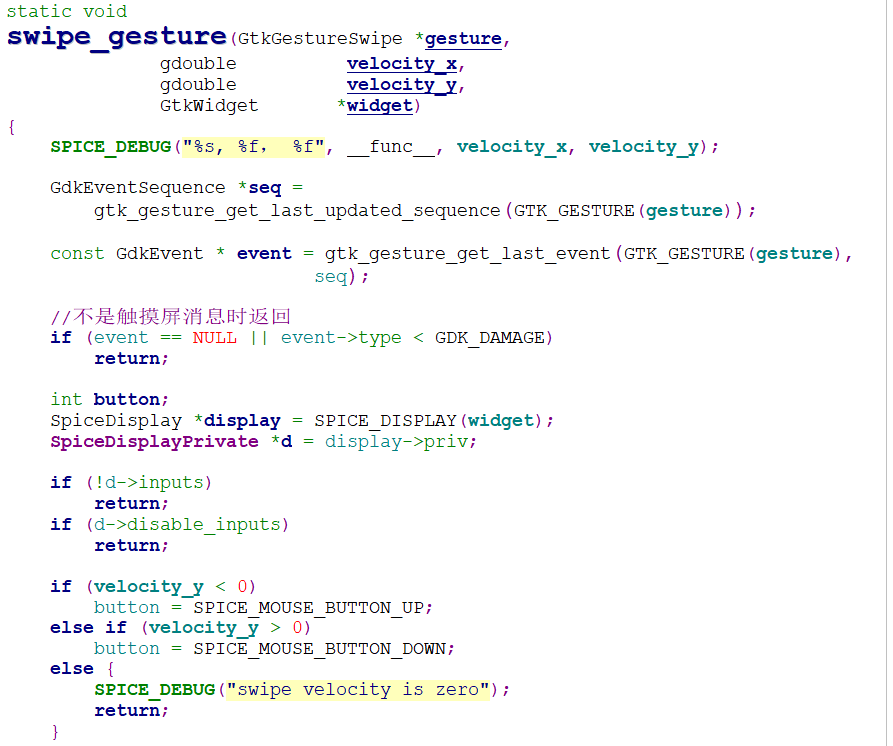 static void
swipe_gesture(GtkGestureSwipe *gesture,
              gdouble          velocity_x,
              gdouble          velocity_y,
              GtkWidget       *widget)
{
    SPICE_DEBUG("%s, %f， %f", __func__, velocity_x, velocity_y);

    GdkEventSequence *seq =
        gtk_gesture_get_last_updated_sequence(GTK_GESTURE(gesture));

    const GdkEvent * event = gtk_gesture_get_last_event(GTK_GESTURE(gesture),
                            seq);

    //不是触摸屏消息时返回
    if (event == NULL || event->type < GDK_DAMAGE)
        return;

    int button;
    SpiceDisplay *display = SPICE_DISPLAY(widget);
    SpiceDisplayPrivate *d = display->priv;

    if (!d->inputs)
        return;
    if (d->disable_inputs)
        return;

    if (velocity_y < 0)
        button = SPICE_MOUSE_BUTTON_UP;
    else if (velocity_y > 0)
        button = SPICE_MOUSE_BUTTON_DOWN;
    else {
        SPICE_DEBUG("swipe velocity is zero");
        return;
    }